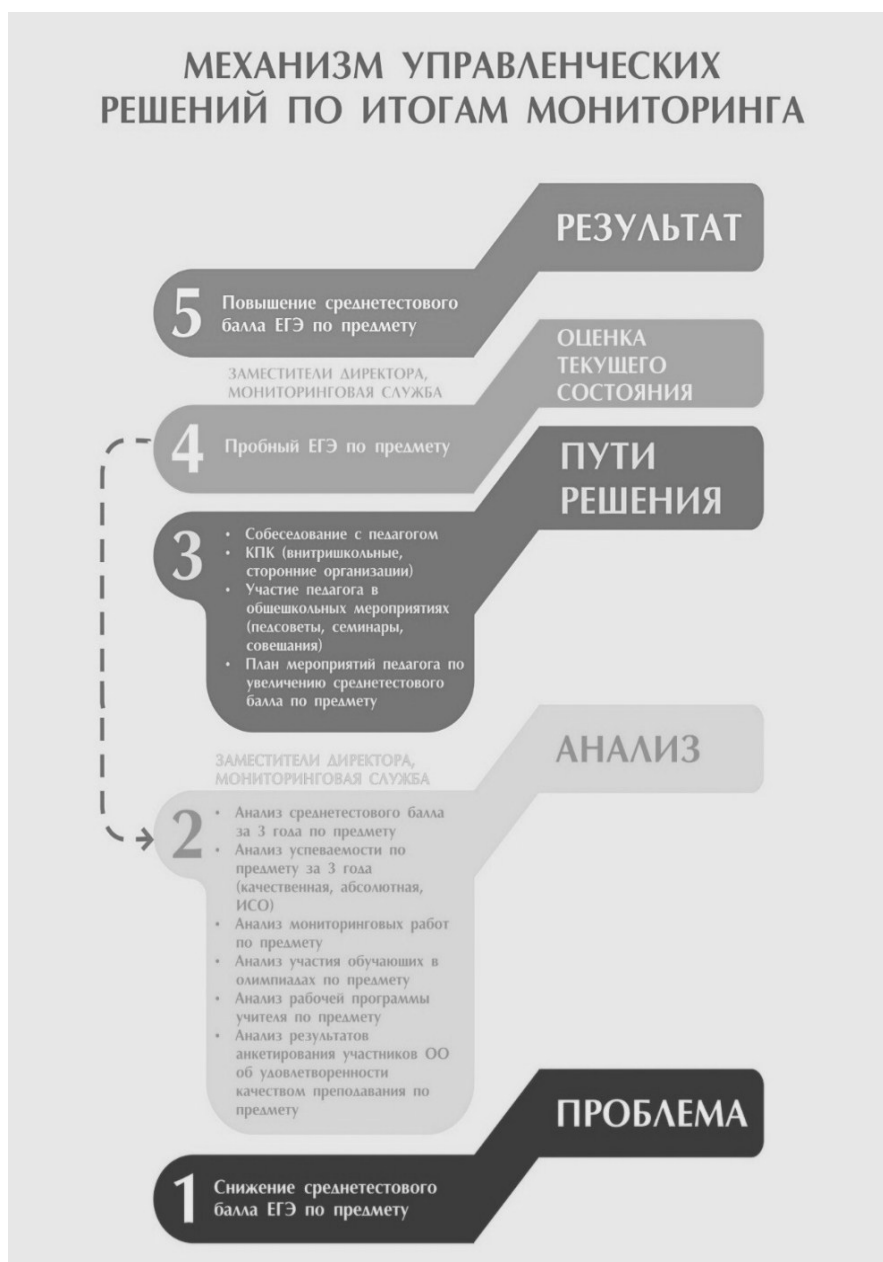 МЕХАНИЗМ УПРАВЛЕНЧЕСКИХ
РЕШЕНИЙ ПО ИТОГАМ МОНИТОРИНГА
РЕЗУЛЬТАТ
5
Повышение среднетестового
балла ЕГЭ по предмету
ОЦЕНКА
ТЕКУЩЕГО
СОСТОЯНИЯ
ЗАМЕСТИТЕЛИ ДИРЕКТОРА,
МОНИТОРИНГОВАЯ СЛУЖБА
4
Пробный ЕГЭ по предмету
ПУТИ
РЕШЕНИЯ
3
• Собеседование с педагогом
• КПК (внитришкольные,
сторонние организации)
• Участие педагога в
обшешкольных мероприятиях
(педсоветы, семинары,
совешания)
• План мероприятий педагога по
увеличению среднетестового
балла по предмету
АНАЛИЗ
ЗАМЕСТИТЕЛИ ДИРЕКТОРА,
МОНИТОРИНГОВАЯ СЛУЖБА
2
• Анализ среднетестового балла
за 3 года по предмету
• Анализ успеваемости по
предмету за 3 года
(качественная, абсолютная,
ИСО)
• Анализ мониторинговых работ
по предмету
• Анализ участия обучаюших в
олимпиадах по предмету
• Анализ рабочей программы
учителя по предмету
• Анализ результатов
анкетирования участников ОО
об удовлетворенности
качеством преподавания по
предмету
ПРОБЛЕМА
1
Снижение среднетестового
балла ЕГЭ по предмету